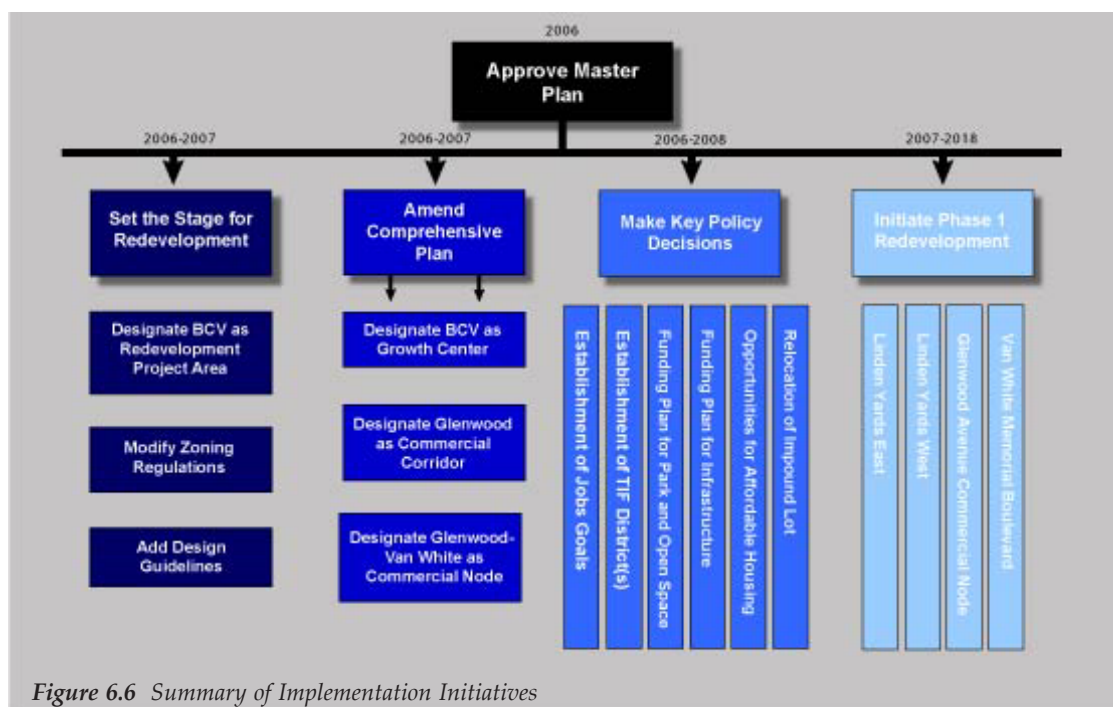 2006
Approve Master
Plan
2006-2007
2006-2007
2006-2008
2007-2018
Set the Stage for
Redevelopment
Amend
Comprehensive
Plan
Make Key Policy
Decisions
Initiate Phase 1
Redevelopment
Designate BCV as
Redevelopment
Project Area
Modify Zoning
Regulations
Add Design
Guidelines
Designate BCV as
Growth Center
Designate Glenwood
as Commercial
Corridor
Designate Glenwood-
Van White as
Commercial Node
Establishment of Jobs Goals
Establishment of TIF District(s)
Funding Plan for Park and Open Space
Funding Plan for Infrastructure
Opportunities for Affordable Housing
Relocation of Impound Lot
Linden Yards East
Linden Yards West
Glenwood Avenue Commercial Node
Van White Memorial Boulevard
Figure 6.6 Summary of Implementation Initiatives